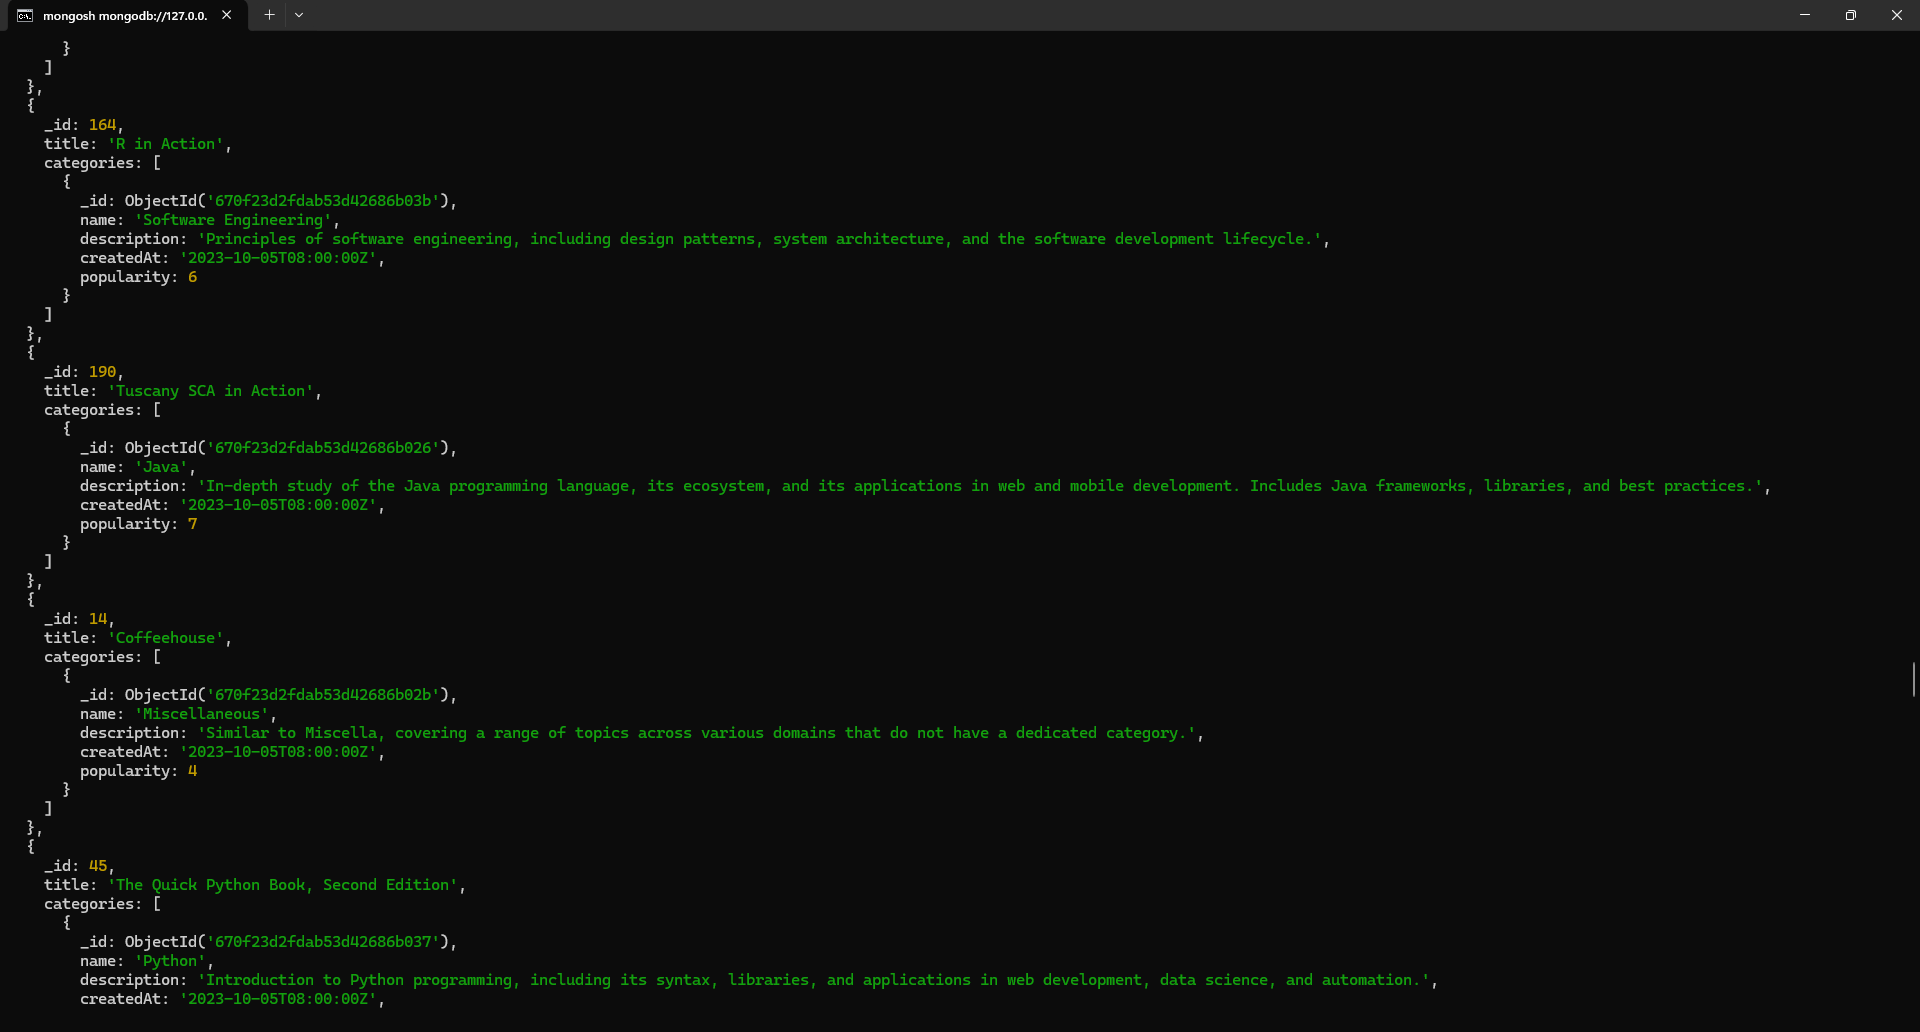 mongosh mongodb://127.0.0.
}
]
},
{
_id: 164,
title: 'R in Action',
categories: [
{
_id: ObjectId('670f23d2fdab53d42686b03b'),
name: 'Software Engineering',
description: 'Principles of software engineering, including design patterns, system architecture, and the software development lifecycle.',
createdAt: '2023-10-05T08:00:00Z',
popularity: 6
}
]
},
{
_id: 190,
title: 'Tuscany SCA in Action',
categories: [
{
_id: ObjectId('670f23d2fdab53d42686b026'),
name: 'Java',
description: 'In-depth study of the Java programming language, its ecosystem, and its applications in web and mobile development. Includes Java frameworks, libraries, and best practices.',
createdAt: '2023-10-05T08:00:00Z',
popularity: 7
}
]
},
{
_id: 14,
title: 'Coffeehouse',
categories: [
{
_id: ObjectId('670f23d2fdab53d42686b02b'),
name: 'Miscellaneous',
description: 'Similar to Miscella, covering a range of topics across various domains that do not have a dedicated category.',
createdAt: '2023-10-05T08:00:00Z',
popularity: 4
}
]
},
{
_id: 45,
title: 'The Quick Python Book, Second Edition',
categories: [
{
_id: ObjectId('670f23d2fdab53d42686b037'),
name: 'Python',
description: 'Introduction to Python programming, including its syntax, libraries, and applications in web development, data science, and automation.',
createdAt: '2023-10-05T08:00:00Z',